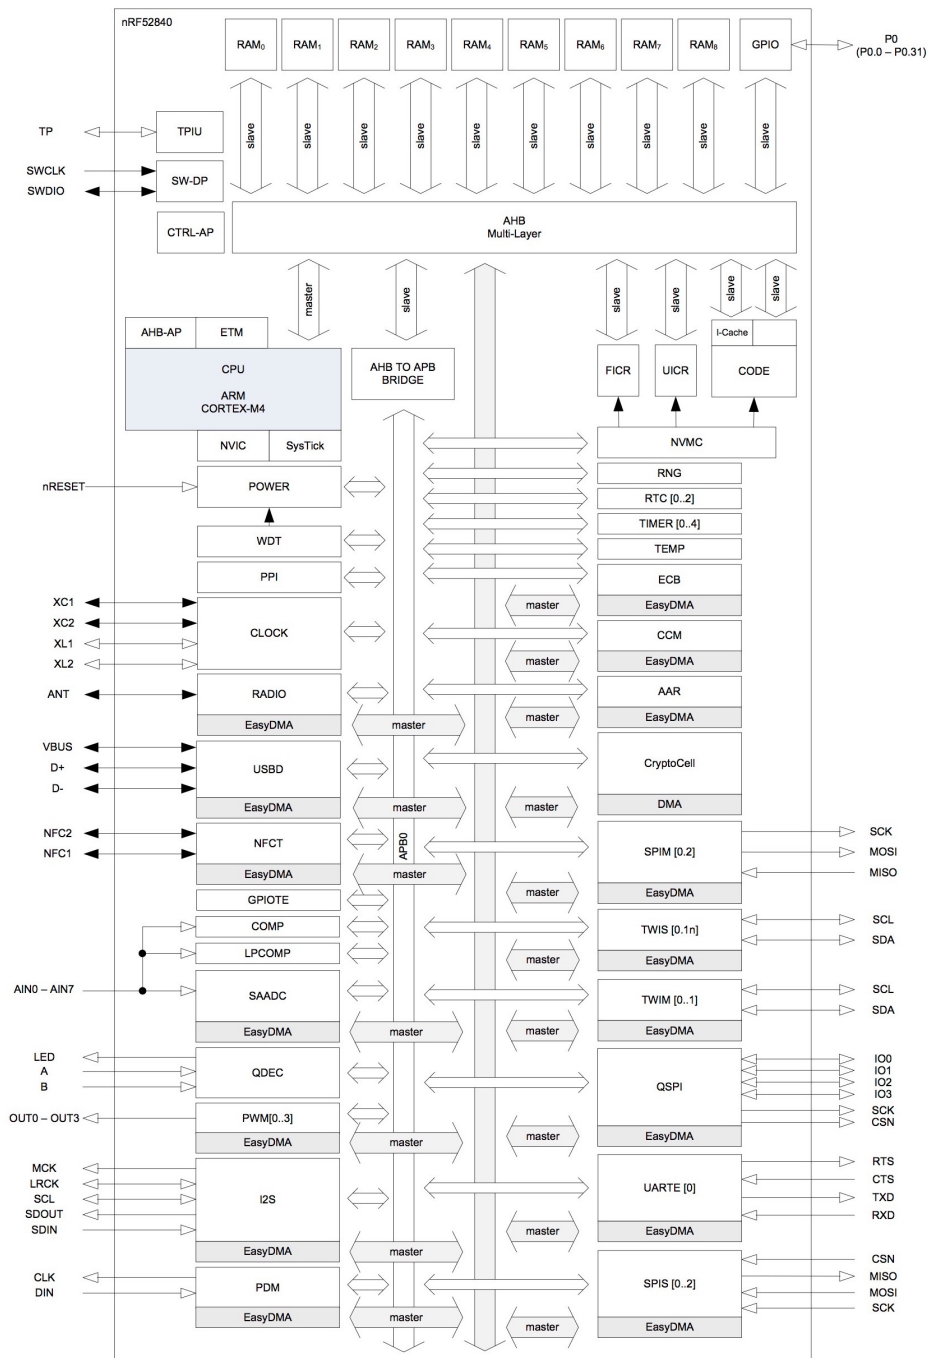 nRF52840
RAM0 RAM1 RAM2 RAM3 RAM4 RAM5 RAM6 RAM7 RAM8 GPIO
P0
(P0.0 – P0.31)
slave slave slave slave slave slave slave slave slave slave
TP TPIU
SWCLK
SW-DP
SWDIO
CTRL-AP
AHB
Multi-Layer
master slave slave slave slave slave
AHB-AP ETM
I-Cache
CPU
ARM
CORTEX-M4
AHB TO APB
BRIDGE
FICR UICR CODE
NVIC SysTick
NVMC
nRESET POWER
RNG
RTC [0..2]
TIMER [0..4]
WDT
TEMP
PPI
ECB
master EasyDMA
XC1
XC2
XL1
XL2
CLOCK
CCM
master EasyDMA
ANT RADIO
AAR
EasyDMA master
master EasyDMA
VBUS
D+
D-
USBD
CryptoCell
EasyDMA master
master DMA
NFC2
NFC1
NFCT
APB0
EasyDMA master
SPIM [0.2]
SCK
MOSI
MISO
master EasyDMA
GPIOTE
COMP
LPCOMP
TWIS [0.1n]
SCL
SDA
master EasyDMA
AIN0 – AIN7
SAADC
EasyDMA master
TWIM [0..1]
SCL
SDA
master EasyDMA
LED
A
B
QDEC
QSPI
IO0
IO1
IO2
IO3
SCK
CSN
master EasyDMA
OUT0 – OUT3 PWM[0..3]
EasyDMA master
MCK
LRCK
SCL
SDOUT
SDIN
I2S
EasyDMA master
UARTE [0]
RTS
CTS
TXD
RXD
master EasyDMA
CLK
DIN
PDM
EasyDMA master
SPIS [0..2]
CSN
MISO
MOSI
SCK
master EasyDMA